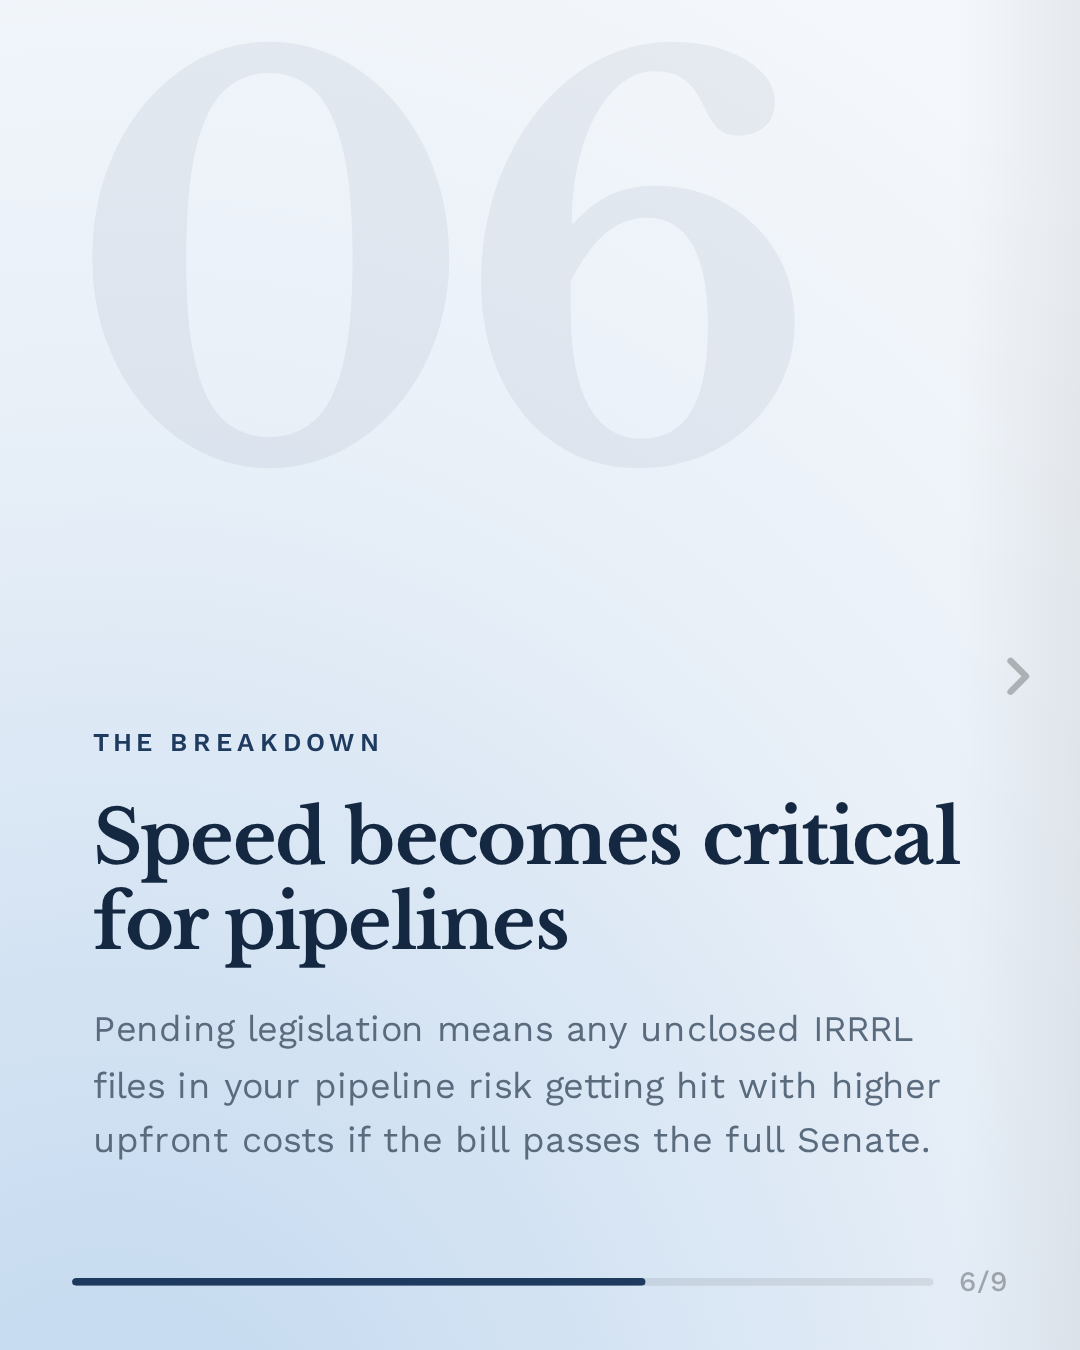 06
THE BREAKDOWN
Speed becomes critical
for pipelines
Pending legislation means any unclosed IRRRL
files in your pipeline risk getting hit with higher
upfront costs if the bill passes the full Senate.
6/9